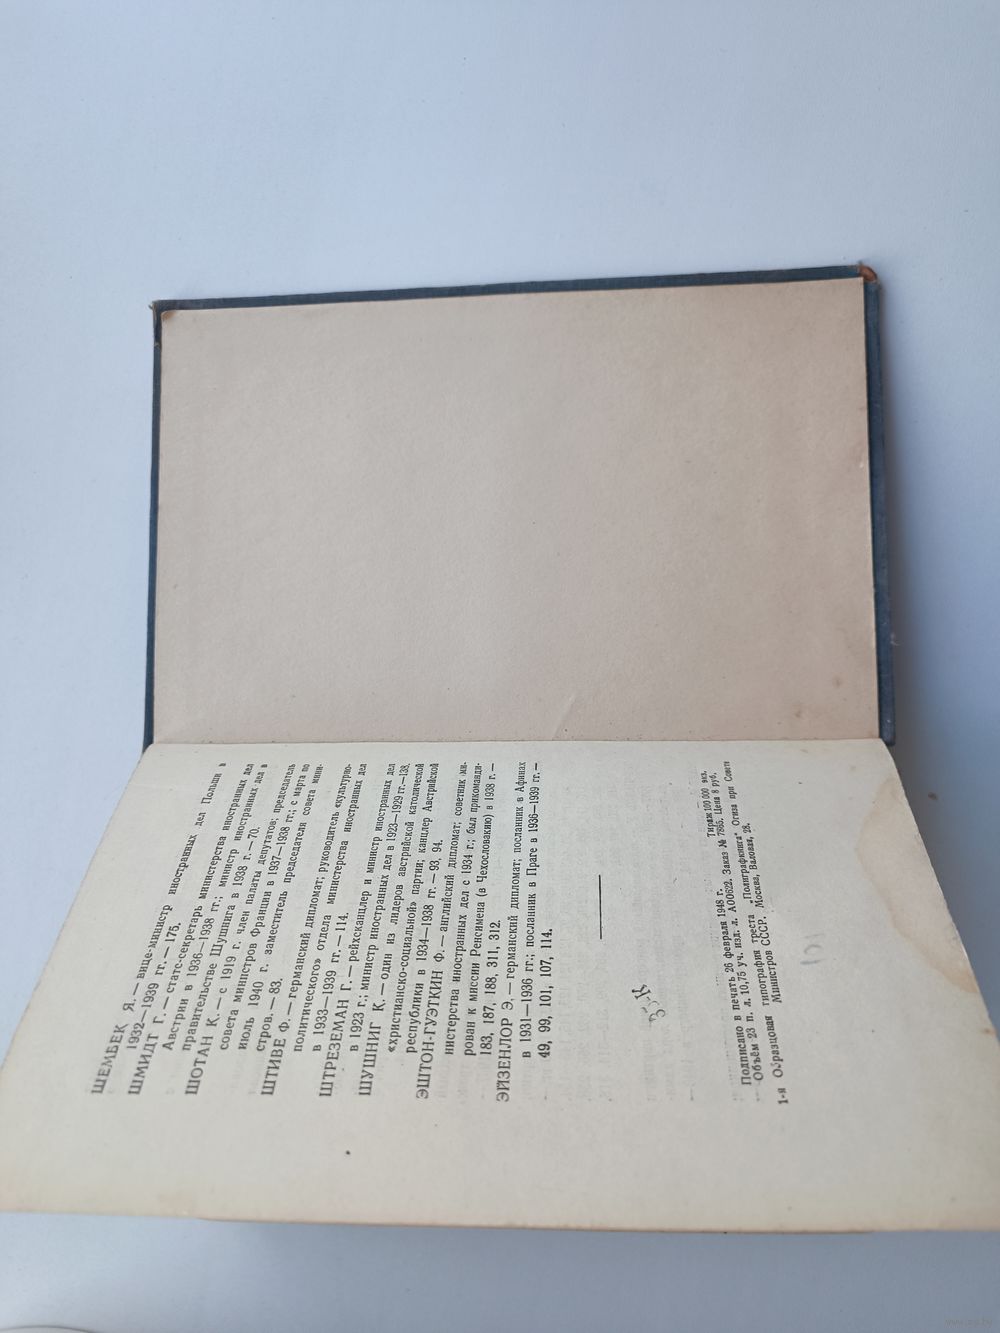 ШЕМБЕК Я. — вице-министр иностранных дел Польши в
1932—1939 гг. — 175.
ШМИДТ Г. — статс-секретарь министерства иностранных дел
Австрии в 1936—1938 гг.; министр иностранных дел в
правительстве Шушнига в 1938 г. — 70.
ШОТАН К. — с 1919 г. член палаты депутатов; председатель
совета министров Франции в 1937—1938 гг.; с марта по
июль 1940 г. заместитель председателя совета мини-
стров. — 83.
ШТИВЕ Ф. — германский дипломат; руководитель «культурно-
политического» отдела министерства иностранных дел
в 1933—1939 гг. — 114.
ШТРЕЗЕМАН Г. — рейхсканцлер и министр иностранных дел
в 1923 г.; министр иностранных дел в 1923—1929 гг.—138.
ШУШНИГ К. — один из лидеров австрийской католической
«христианско-социальной» партии; канцлер Австрийской
республики в 1934—1938 гг. — 93, 94.
ЭШТОН-ГУЭТКИН Ф. — английский дипломат; советник ми-
нистерства иностранных дел с 1934 г.; был прикоманди-
рован к миссии Ренсимена (в Чехословакию) в 1938 г. —
183, 187, 188, 311, 312.
ЭЙЗЕНЛОР Э. — германский дипломат; посланник в Афинах
в 1931—1936 гг.; посланник в Праге в 1936—1939 гг. —
49, 99, 101, 107, 114.
Подписано в печать 26 февраля 1948 г. Тираж 100 000 экз.
Объём 23 п. л. 10,75 уч. изд. л. А00622. Заказ № 7865. Цена 8 руб.
1-я Образцовая типография треста „Полиграфкнига“ Огиза при Совете
Министров СССР. Москва, Валовая, 28.